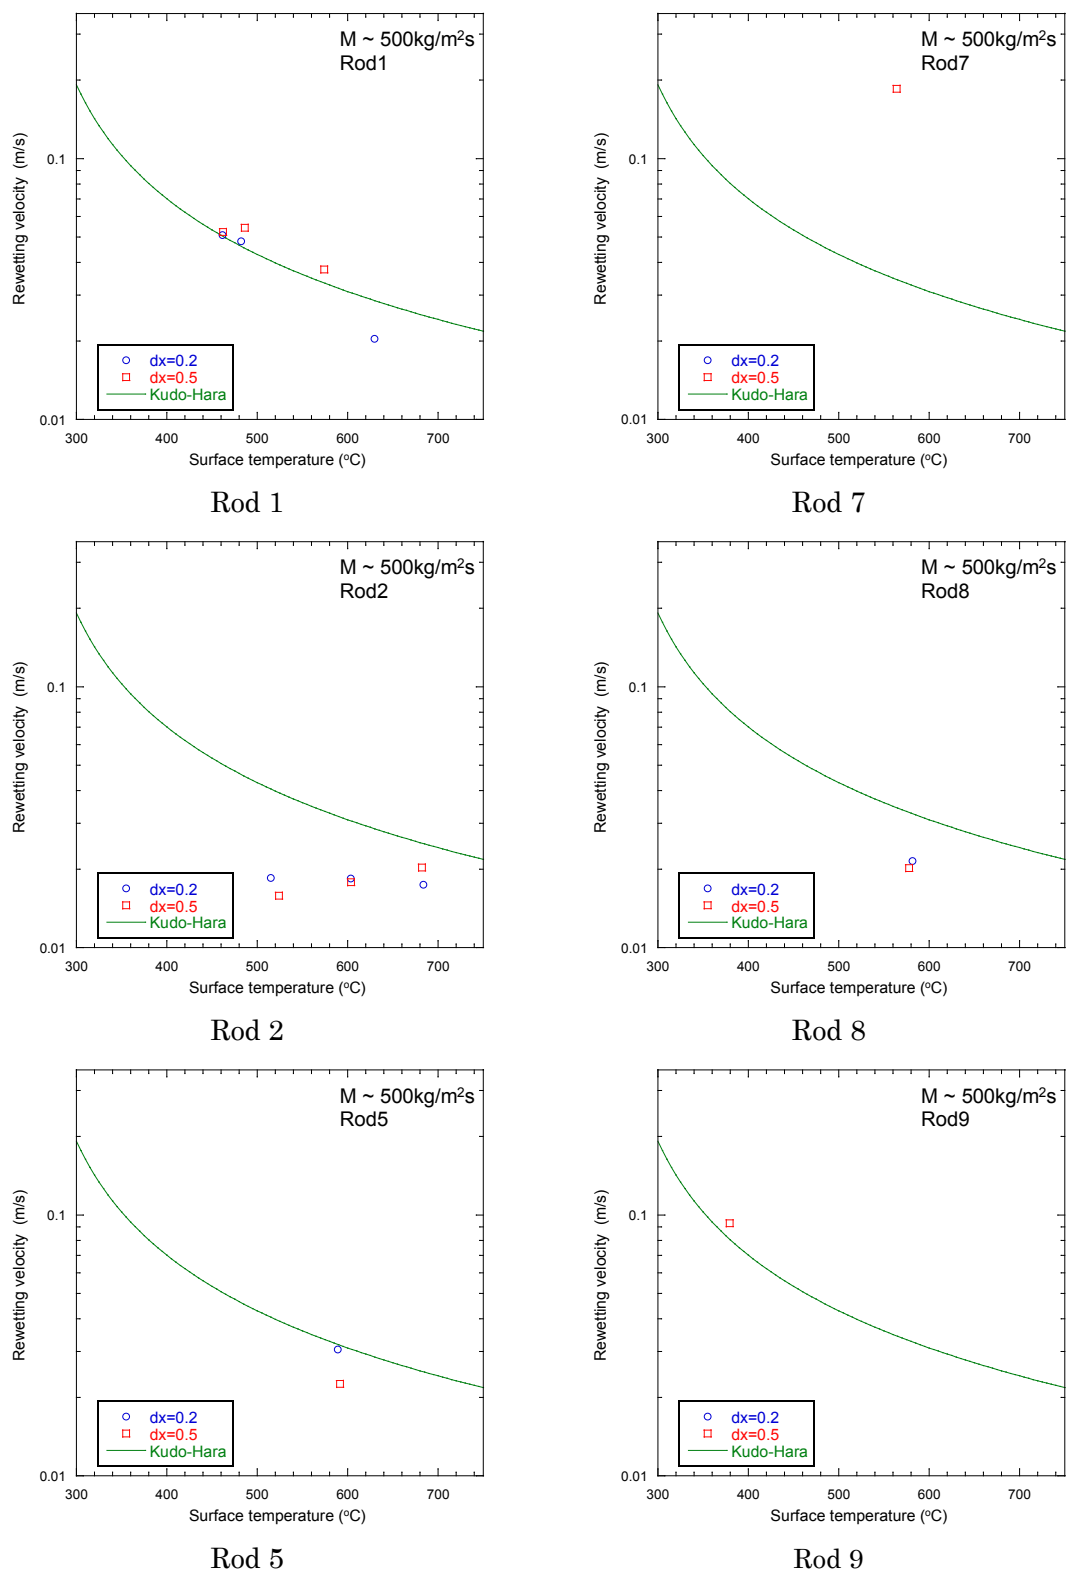 M ~ 500kg/m²s
Rod1
Rewetting velocity (m/s)
0.1
0.01
dx=0.2
dx=0.5
Kudo-Hara
300 400 500 600 700
Surface temperature (°C)
Rod 1
M ~ 500kg/m²s
Rod7
Rewetting velocity (m/s)
0.1
0.01
dx=0.2
dx=0.5
Kudo-Hara
300 400 500 600 700
Surface temperature (°C)
Rod 7
M ~ 500kg/m²s
Rod2
Rewetting velocity (m/s)
0.1
0.01
dx=0.2
dx=0.5
Kudo-Hara
300 400 500 600 700
Surface temperature (°C)
Rod 2
M ~ 500kg/m²s
Rod8
Rewetting velocity (m/s)
0.1
0.01
dx=0.2
dx=0.5
Kudo-Hara
300 400 500 600 700
Surface temperature (°C)
Rod 8
M ~ 500kg/m²s
Rod5
Rewetting velocity (m/s)
0.1
0.01
dx=0.2
dx=0.5
Kudo-Hara
300 400 500 600 700
Surface temperature (°C)
Rod 5
M ~ 500kg/m²s
Rod9
Rewetting velocity (m/s)
0.1
0.01
dx=0.2
dx=0.5
Kudo-Hara
300 400 500 600 700
Surface temperature (°C)
Rod 9